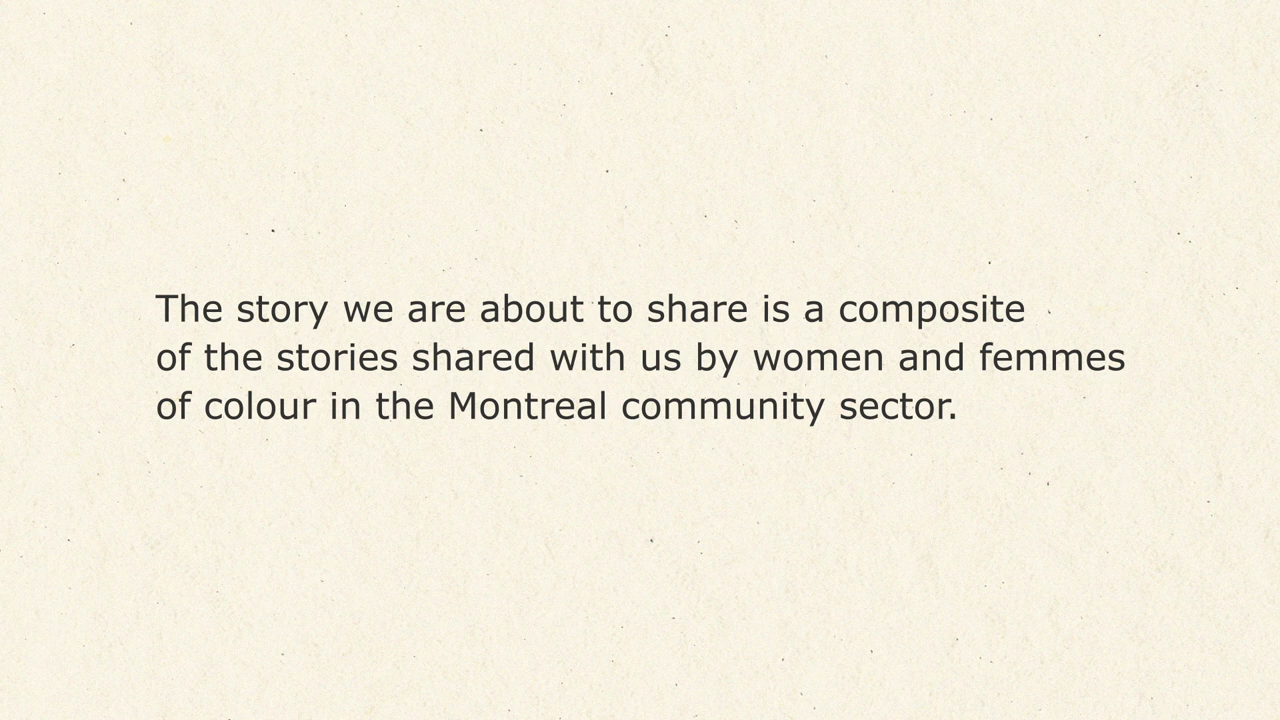 The story we are about to share is a composite
of the stories shared with us by women and femmes
of colour in the Montreal community sector.